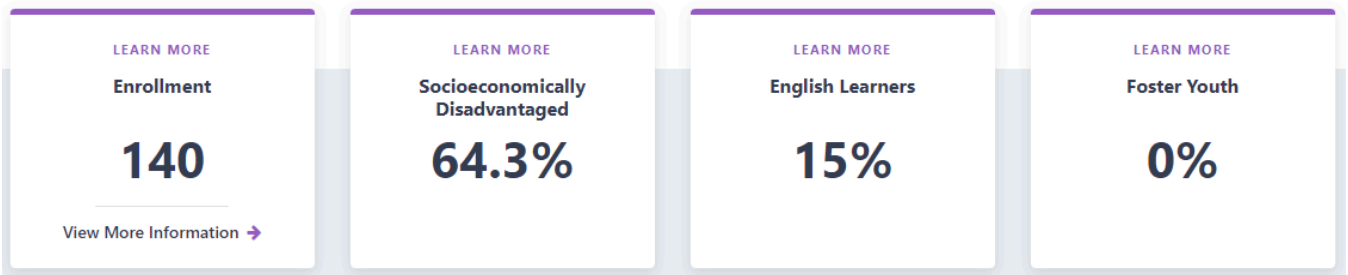 LEARN MORE
Enrollment
140
View More Information
LEARN MORE
Socioeconomically
Disadvantaged
64.3%
LEARN MORE
English Learners
15%
LEARN MORE
Foster Youth
0%